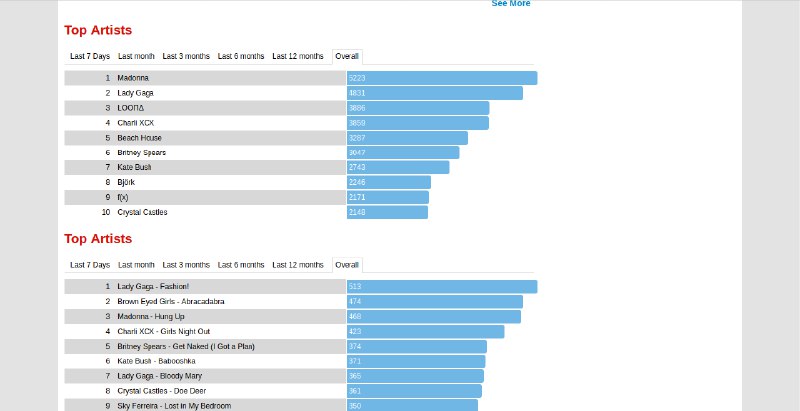 See More
Top Artists
Last 7 Days Last month Last 3 months Last 6 months Last 12 months Overall
1 Madonna 5223
2 Lady Gaga 4831
3 LOOΠΔ 3886
4 Charli XCX 3859
5 Beach House 3287
6 Britney Spears 3047
7 Kate Bush 2743
8 Björk 2246
9 f(x) 2171
10 Crystal Castles 2148
Top Artists
Last 7 Days Last month Last 3 months Last 6 months Last 12 months Overall
1 Lady Gaga - Fashion! 513
2 Brown Eyed Girls - Abracadabra 474
3 Madonna - Hung Up 468
4 Charli XCX - Girls Night Out 423
5 Britney Spears - Get Naked (I Got a Plan) 374
6 Kate Bush - Babooshka 371
7 Lady Gaga - Bloody Mary 365
8 Crystal Castles - Doe Deer 361
9 Sky Ferreira - Lost in My Bedroom 350